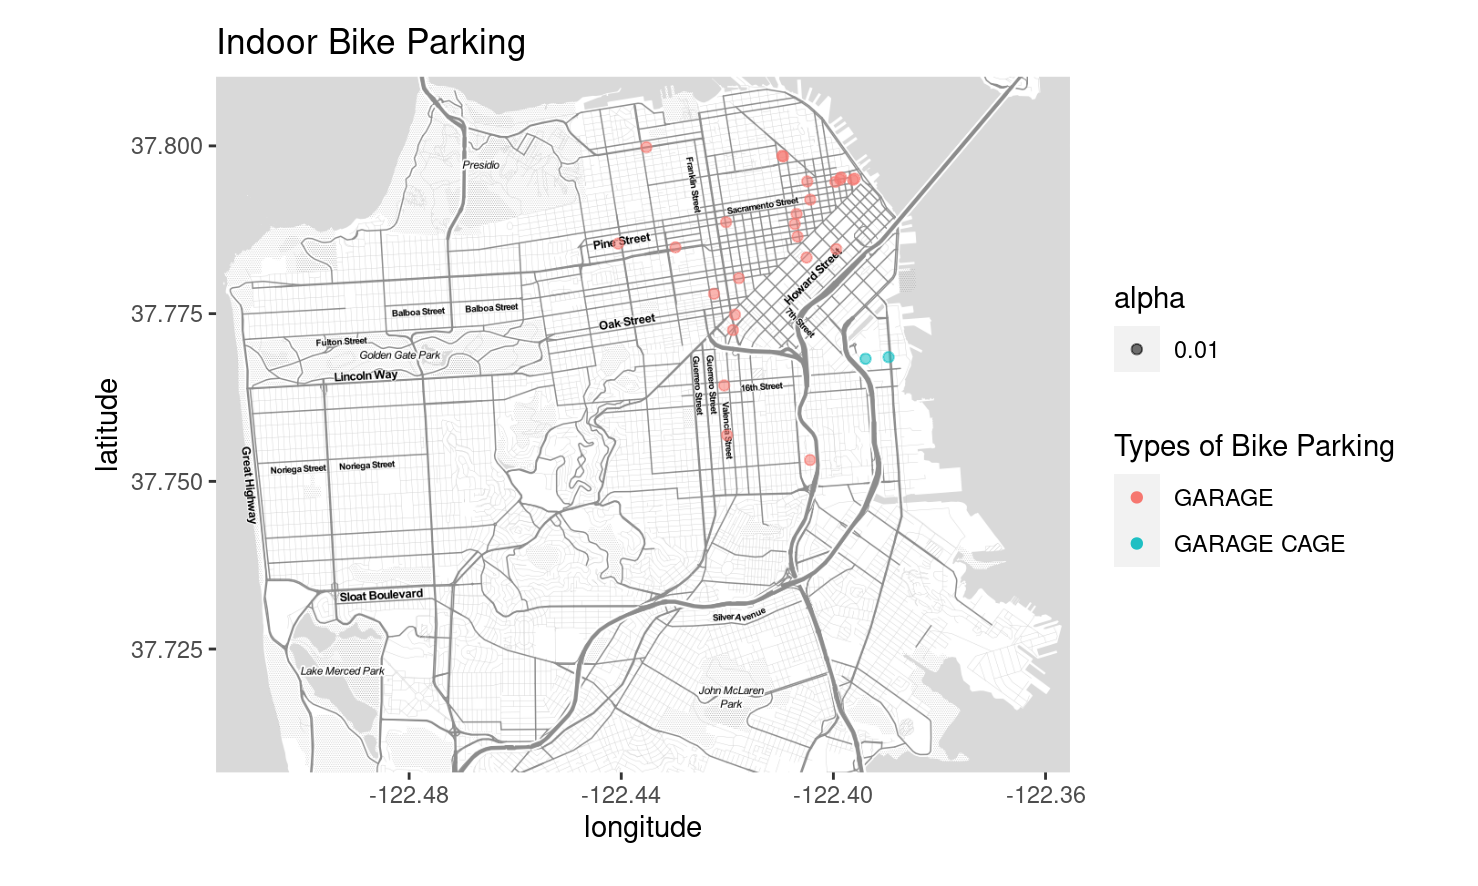 Indoor Bike Parking
37.800
37.775
37.750
37.725
latitude
-122.48
-122.44
-122.40
-122.36
longitude
Presidio
Franklin Street
Sacramento Street
Pine Street
Howard Street
7th Street
Balboa Street
Balboa Street
Oak Street
Fulton Street
Golden Gate Park
Lincoln Way
Guerrero Street
Guerrero Street
16th Street
Valencia Street
Great Highway
Noriega Street
Noriega Street
Sloat Boulevard
Silver Avenue
Lake Merced Park
John McLaren
Park
alpha
0.01
Types of Bike Parking
GARAGE
GARAGE CAGE